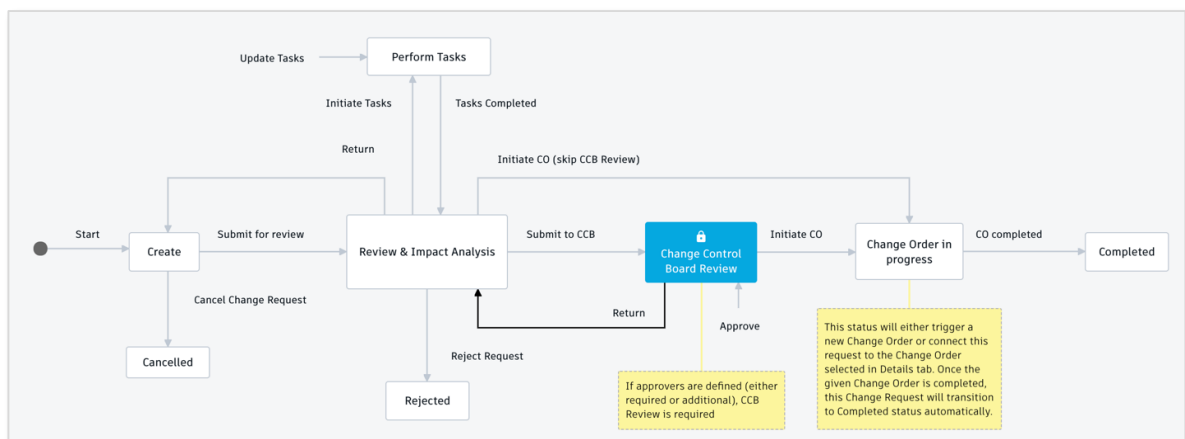 Update Tasks
Perform Tasks
Initiate Tasks
Tasks Completed
Return
Initiate CO (skip CCB Review)
Start
Create
Submit for review
Review & Impact Analysis
Submit to CCB
Change Control
Board Review
Initiate CO
Change Order in
progress
CO completed
Completed
Cancel Change Request
Return
Approve
Cancelled
Reject Request
Rejected
If approvers are defined (either
required or additional), CCB
Review is required
This status will either trigger a
new Change Order or connect this
request to the Change Order
selected in Details tab. Once the
given Change Order is completed,
this Change Request will transition
to Completed status automatically.